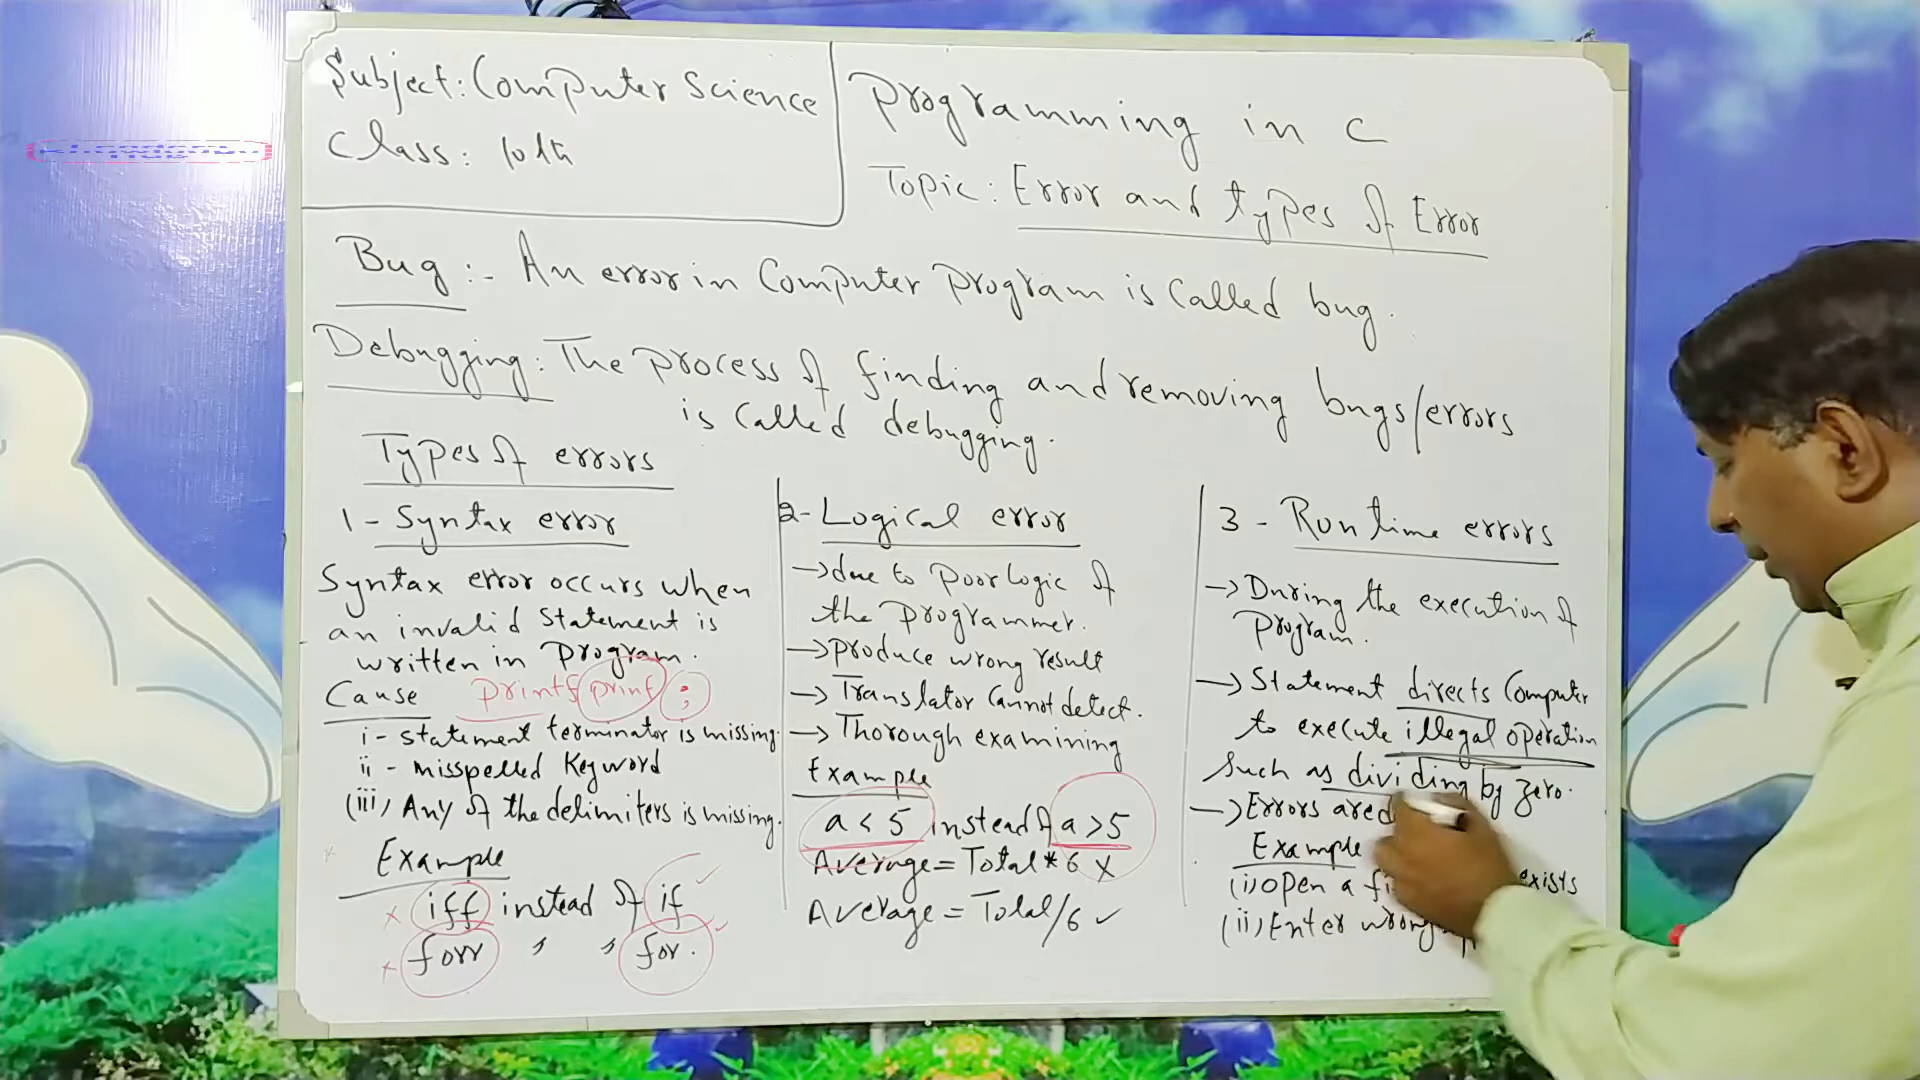 Subject: Computer Science
Class: 10th
Programming in C
Topic: Error and types of Error
Bug :- An error in Computer program is called bug.
Debugging: The process of finding and removing bugs/errors
is called debugging.
Types of errors
1- Syntax error
Syntax error occurs when
an invalid statement is
written in program.
Cause printf print ;
i- statement terminator is missing.
ii- misspelled keyword
(iii) Any of the delimiters is missing.
Example
× iff instead of if ✓
× forr " " for. ✓
2- Logical error
→ due to poor logic of
the programmer.
→ produce wrong result
→ Translator cannot detect.
→ Thorough examining
Example
a < 5 instead of a > 5
Average = Total * 6 ×
Average = Total/6 ✓
3- Run time errors
→ During the execution of
program.
→ Statement directs Computer
to execute illegal operation
such as dividing by zero.
→ Errors are
Example
(i) open a exists
(ii) Enter wrong